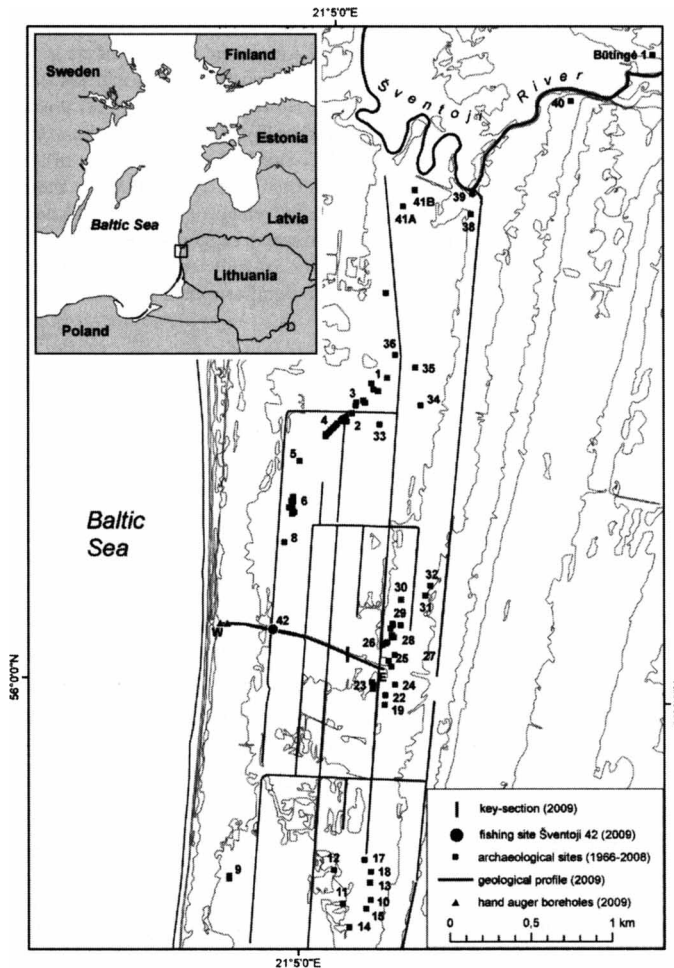 21°5'0"E
Finland
Sweden
Estonia
Baltic Sea
Latvia
Lithuania
Poland
Būtingė 1
Šventoji River
40
39
41B
41A
38
36
35
1
3
34
4
2
33
5
6
8
Baltic
Sea
32
30
31
29
42
W
28
26
27
25
E
56°0'0"N
23
24
22
19
key-section (2009)
fishing site Šventoji 42 (2009)
archaeological sites (1966-2008)
geological profile (2009)
hand auger boreholes (2009)
0 0,5 1 km
17
12
18
9
13
11
10
15
14
21°5'0"E